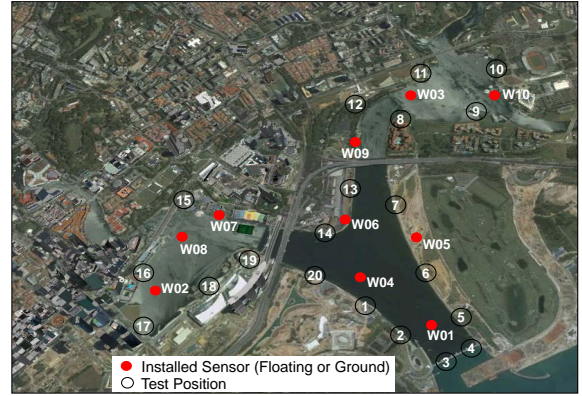 10
11
W03
W10
12
9
8
W09
13
7
15
W07
W06
14
W08
W05
19
16
20
6
W04
18
W02
1
5
17
W01
2
4
3
Installed Sensor (Floating or Ground)
Test Position